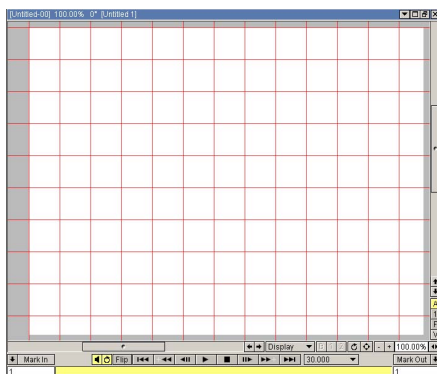 [Untitled-00] 100.00% 0° [Untitled 1]
Display
- + 100.00%
Mark In
Flip
30.000
Mark Out
1
1